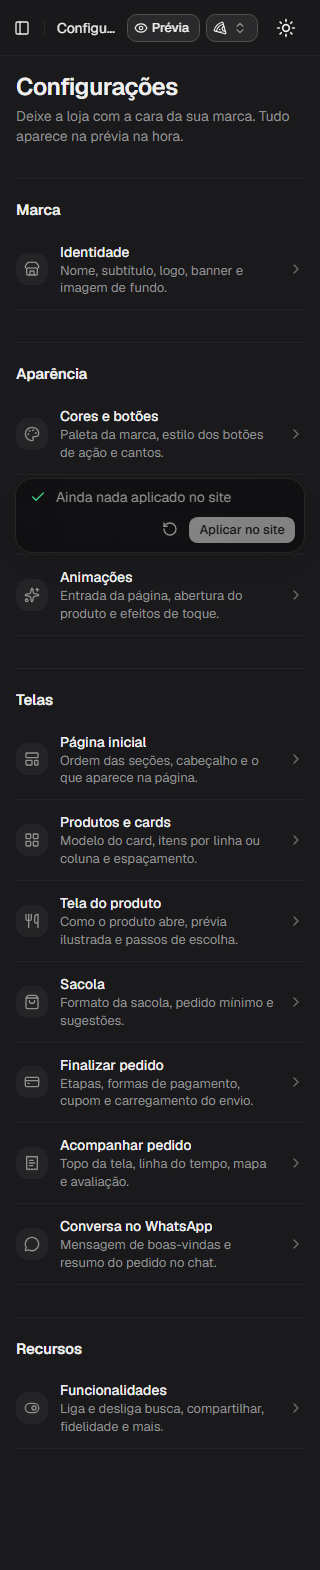 Configu...
Prévia
Configurações
Deixe a loja com a cara da sua marca. Tudo
aparece na prévia na hora.
Marca
Identidade
Nome, subtítulo, logo, banner e
imagem de fundo.
Aparência
Cores e botões
Paleta da marca, estilo dos botões
de ação e cantos.
Ainda nada aplicado no site
Aplicar no site
Animações
Entrada da página, abertura do
produto e efeitos de toque.
Telas
Página inicial
Ordem das seções, cabeçalho e o
que aparece na página.
Produtos e cards
Modelo do card, itens por linha ou
coluna e espaçamento.
Tela do produto
Como o produto abre, prévia
ilustrada e passos de escolha.
Sacola
Formato da sacola, pedido mínimo e
sugestões.
Finalizar pedido
Etapas, formas de pagamento,
cupom e carregamento do envio.
Acompanhar pedido
Topo da tela, linha do tempo, mapa
e avaliação.
Conversa no WhatsApp
Mensagem de boas-vindas e
resumo do pedido no chat.
Recursos
Funcionalidades
Liga e desliga busca, compartilhar,
fidelidade e mais.